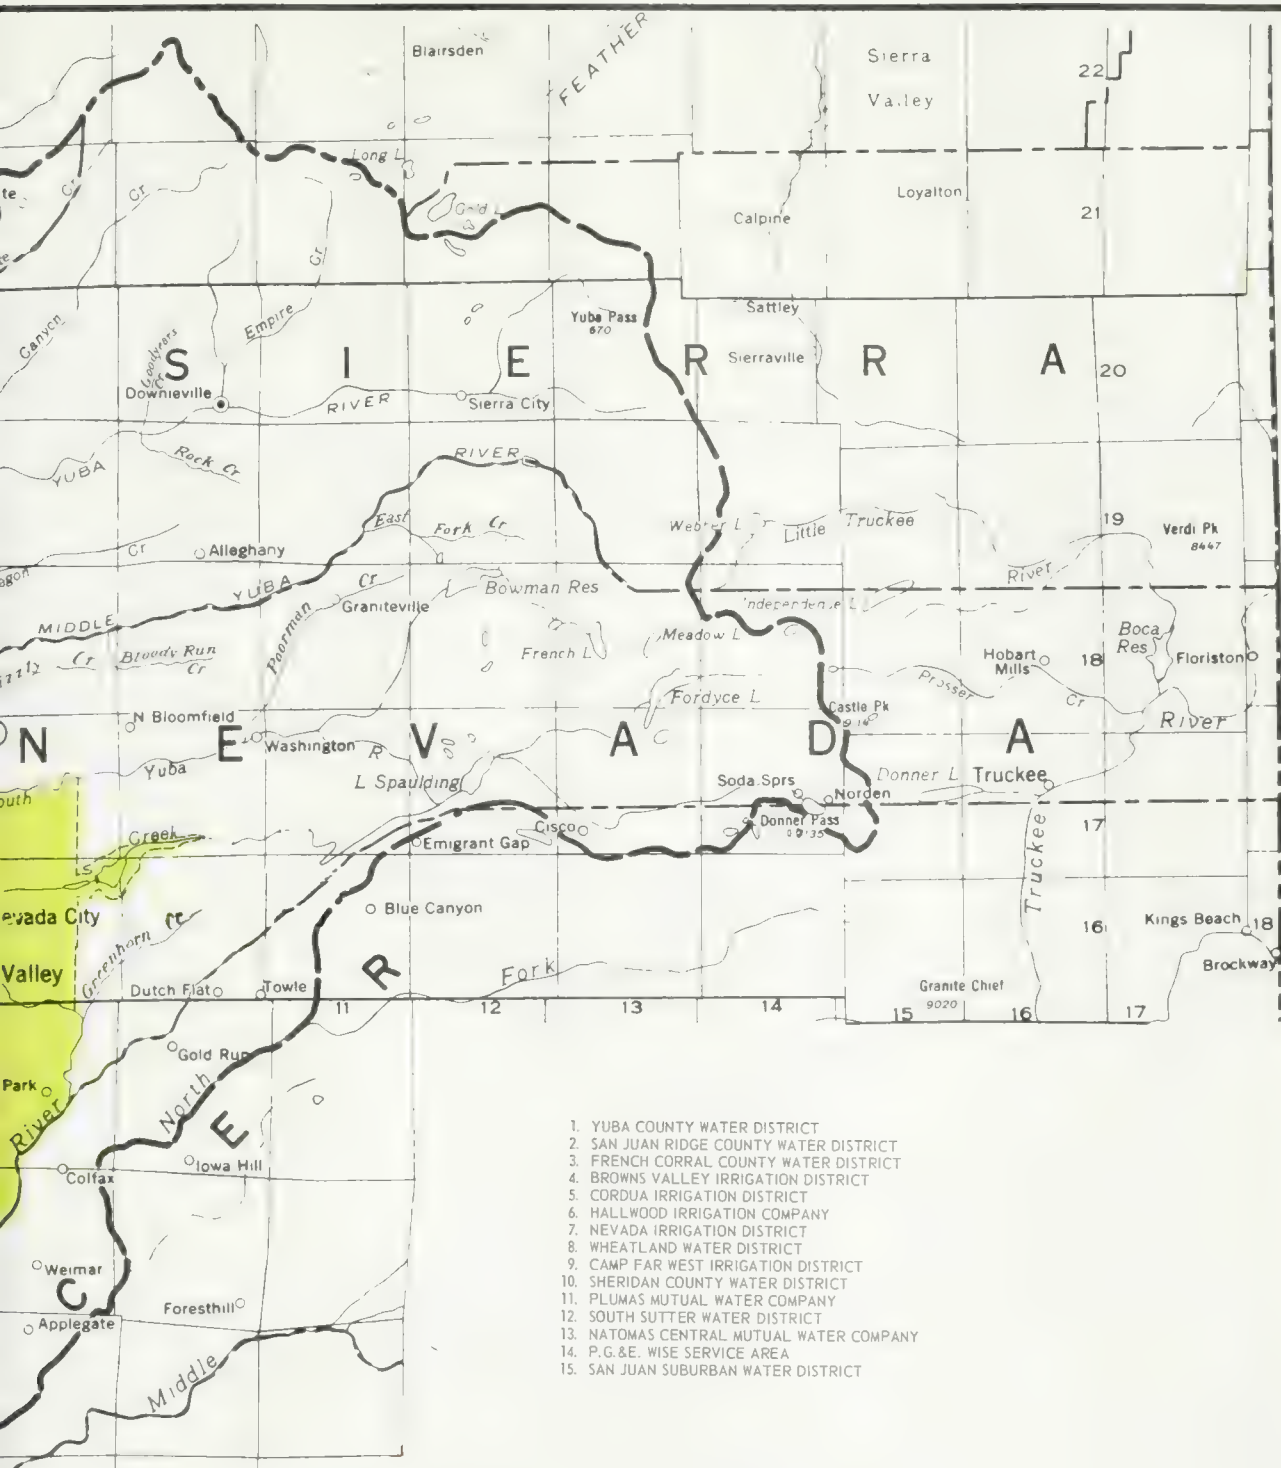 Blairsden
FEATHER
Sierra
Valley
22
Long L
Cr
Cr
te
Gold L
Cr
Calpine
Loyalton
21
Canyon
Goodyears
Cr
Empire
Yuba Pass
670
Sattley
Sierraville
S I E R R A
20
Downieville
RIVER
Sierra City
YUBA
Rock Cr
RIVER
East
Fork Cr
Webber L
Little
Truckee
19
Verdi Pk
8447
Cr
Alleghany
River
YUBA
Cr
Graniteville
Bowman Res
Independence L
MIDDLE
Poorman
Meadow L
Boca
Res
Bloody Run
Cr
Cr
French L
Hobart
Mills
18
Floriston
Prosser
Cr
Fordyce L
Castle Pk
N Bloomfield
River
N E V A D A
Washington
R
Yuba
L Spaulding
Soda Sprs
Norden
Donner L
Truckee
outh
Creek
Cisco
Donner Pass
17
Emigrant Gap
S
Truckee
evada City
Greenhorn
Blue Canyon
16
Kings Beach
18
Brockway
Valley
R
Fork
Dutch Flat
Towle
Granite Chief
9020
11
12
13
14
15
16
17
Gold Run
Park
North
River
E
Iowa Hill
Colfax
Weimar
C
Foresthill
Applegate
Middle
1. YUBA COUNTY WATER DISTRICT
2. SAN JUAN RIDGE COUNTY WATER DISTRICT
3. FRENCH CORRAL COUNTY WATER DISTRICT
4. BROWNS VALLEY IRRIGATION DISTRICT
5. CORDUA IRRIGATION DISTRICT
6. HALLWOOD IRRIGATION COMPANY
7. NEVADA IRRIGATION DISTRICT
8. WHEATLAND WATER DISTRICT
9. CAMP FAR WEST IRRIGATION DISTRICT
10. SHERIDAN COUNTY WATER DISTRICT
11. PLUMAS MUTUAL WATER COMPANY
12. SOUTH SUTTER WATER DISTRICT
13. NATOMAS CENTRAL MUTUAL WATER COMPANY
14. P.G.&E. WISE SERVICE AREA
15. SAN JUAN SUBURBAN WATER DISTRICT